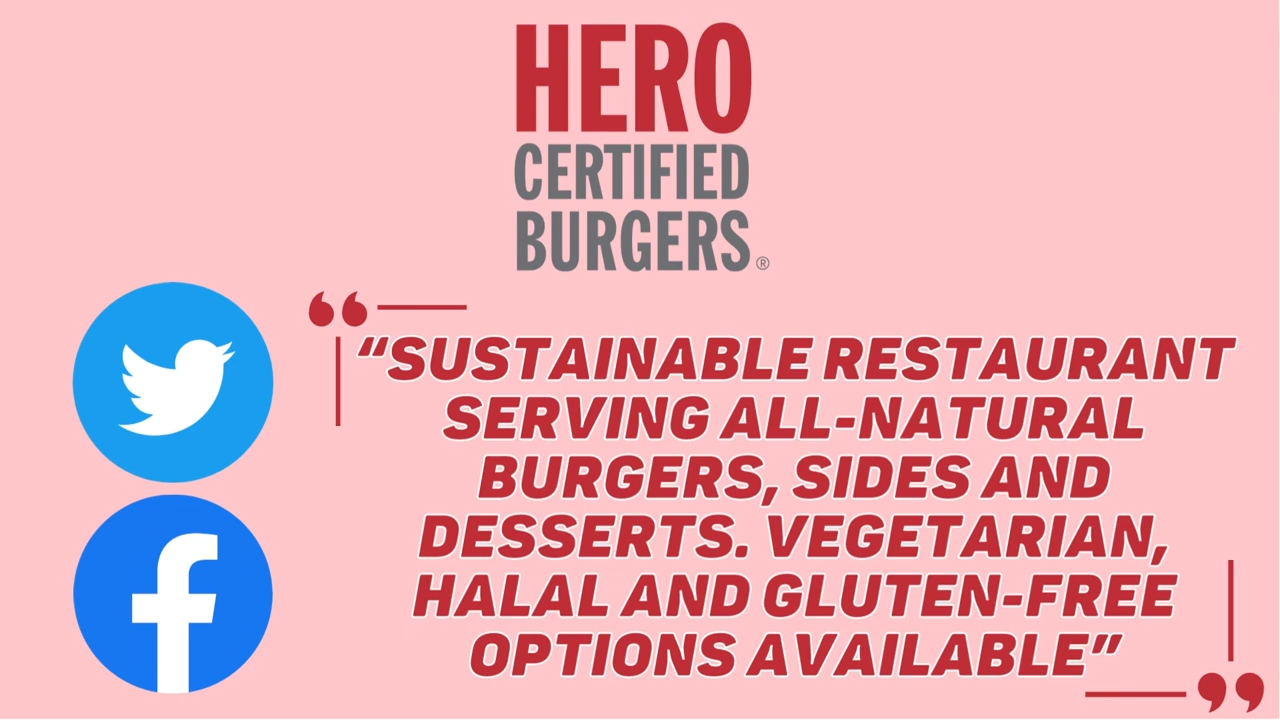 HERO
CERTIFIED
BURGERS®
“SUSTAINABLE RESTAURANT
SERVING ALL-NATURAL
BURGERS, SIDES AND
DESSERTS. VEGETARIAN,
HALAL AND GLUTEN-FREE
OPTIONS AVAILABLE”